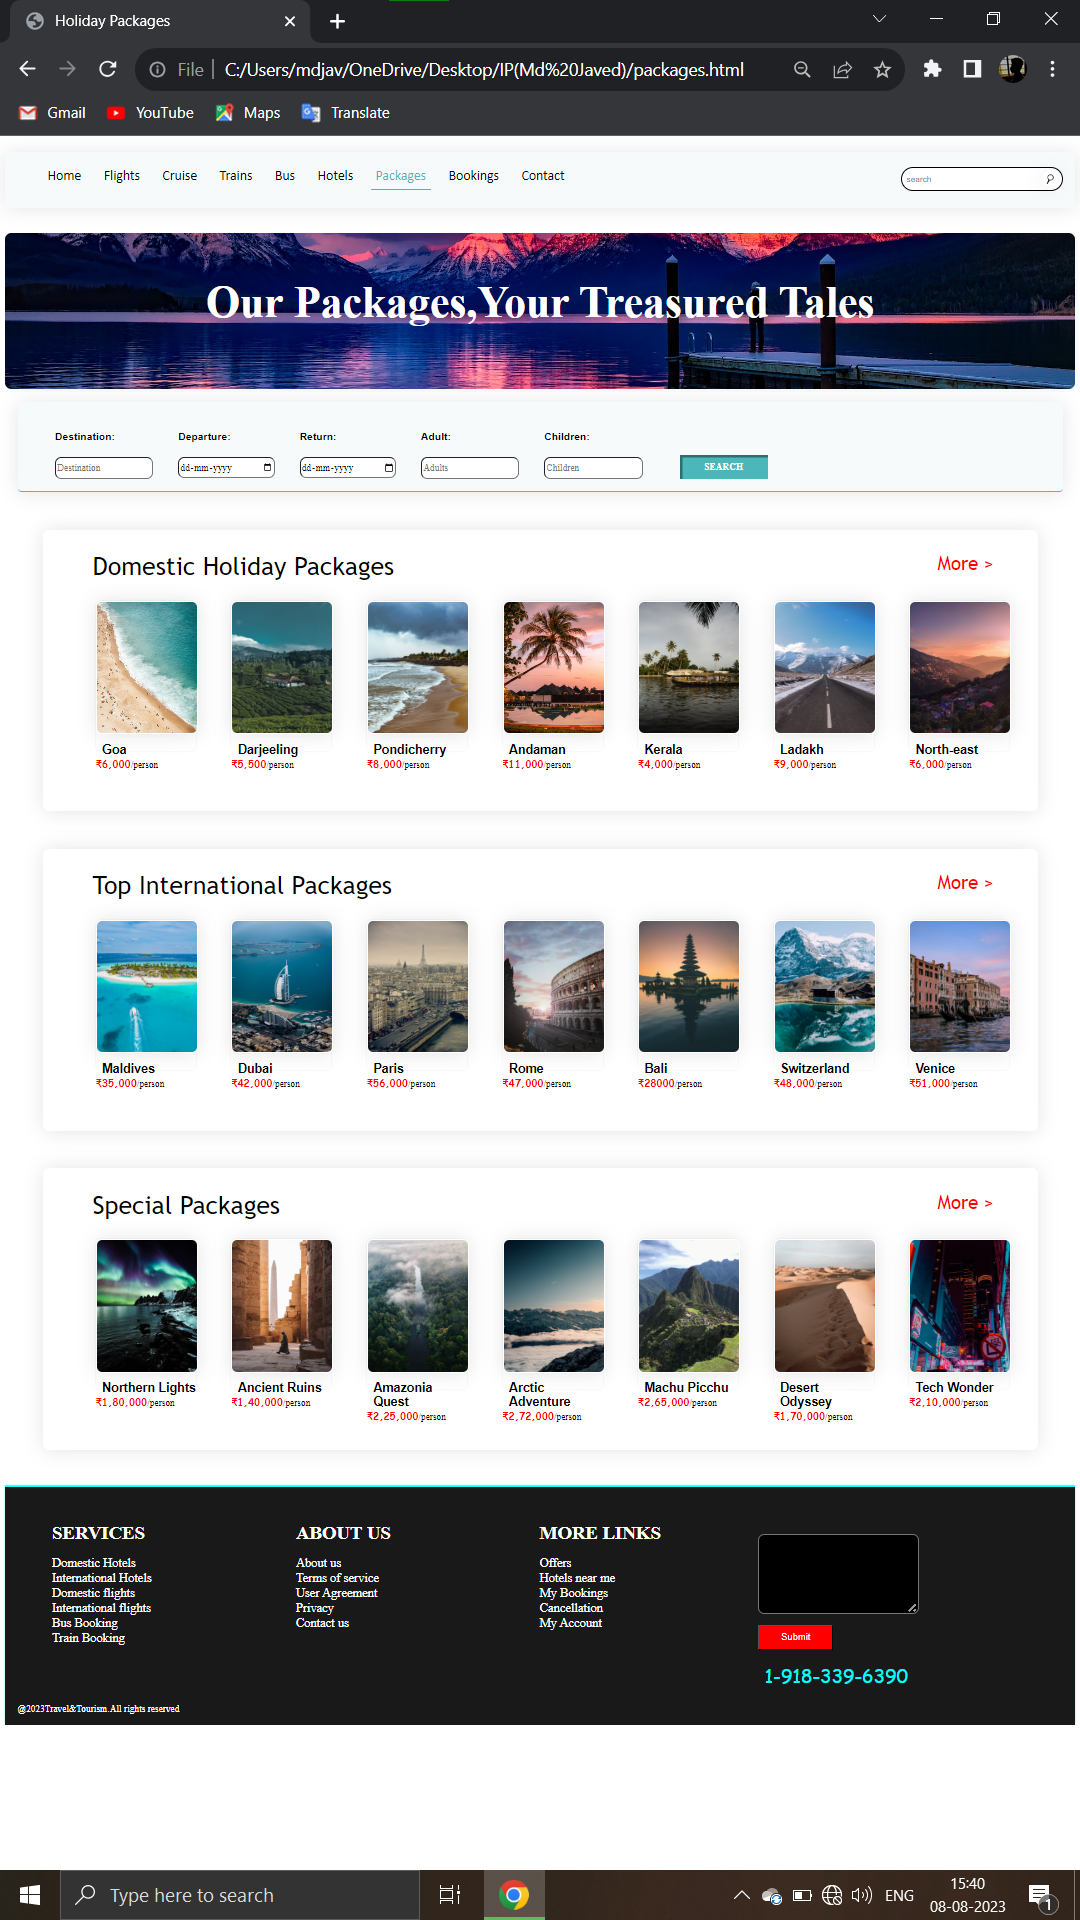 Holiday Packages
File
C:/Users/mdjav/OneDrive/Desktop/IP(Md%20Javed)/packages.html
Gmail YouTube Maps Translate
Home Flights Cruise Trains Bus Hotels Packages Bookings Contact search
Our Packages,Your Treasured Tales
Destination: Departure: Return: Adult: Children:
Destination dd-mm-yyyy dd-mm-yyyy Adults Children SEARCH
Domestic Holiday Packages More >
Goa Darjeeling Pondicherry Andaman Kerala Ladakh North-east
₹6,000/person ₹5,500/person ₹8,000/person ₹11,000/person ₹4,000/person ₹9,000/person ₹6,000/person
Top International Packages More >
Maldives Dubai Paris Rome Bali Switzerland Venice
₹35,000/person ₹42,000/person ₹56,000/person ₹47,000/person ₹28000/person ₹48,000/person ₹51,000/person
Special Packages More >
Northern Lights Ancient Ruins Amazonia Quest Arctic Adventure Machu Picchu Desert Odyssey Tech Wonder
₹1,80,000/person ₹1,40,000/person ₹2,25,000/person ₹2,72,000/person ₹2,65,000/person ₹1,70,000/person ₹2,10,000/person
SERVICES
Domestic Hotels
International Hotels
Domestic flights
International flights
Bus Booking
Train Booking
ABOUT US
About us
Terms of service
User Agreement
Privacy
Contact us
MORE LINKS
Offers
Hotels near me
My Bookings
Cancellation
My Account
Submit
1-918-339-6390
@2023Travel&Tourism.All rights reserved
Type here to search
ENG
15:40
08-08-2023
1